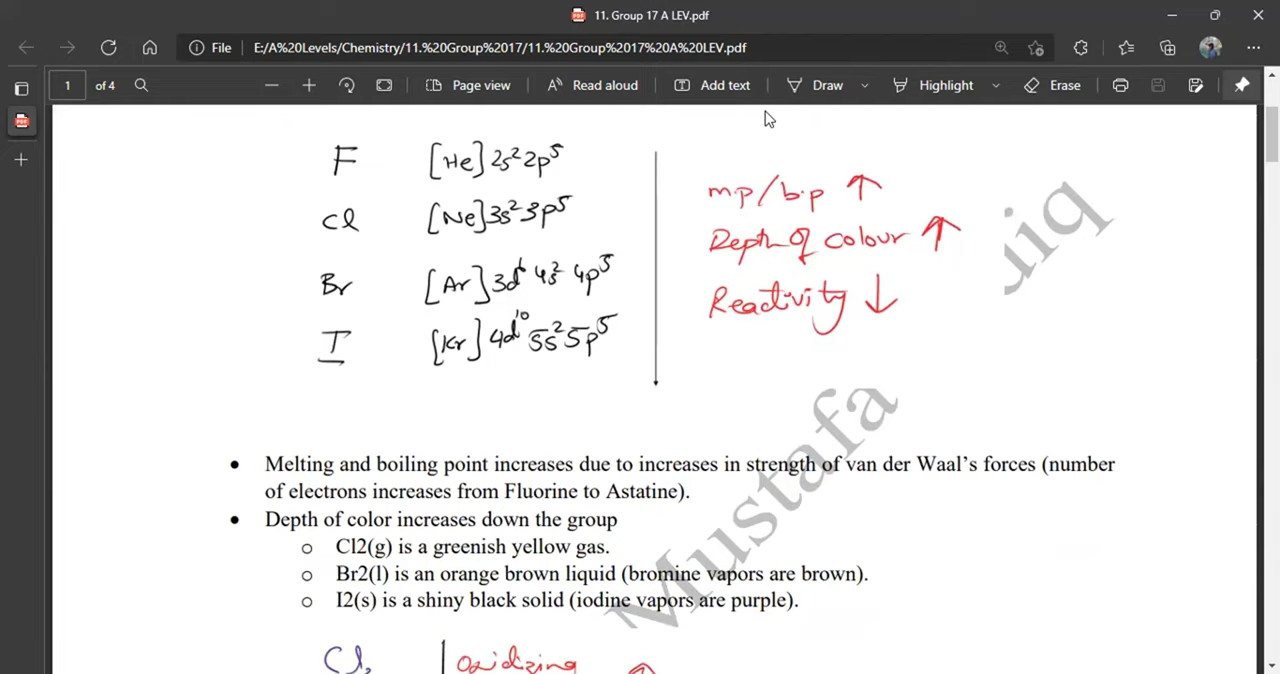 11. Group 17 A LEV.pdf
File E:/A%20Levels/Chemistry/11.%20Group%2017/11.%20Group%2017%20A%20LEV.pdf
1 of 4 Page view Read aloud Add text Draw Highlight Erase
F [He] 2s² 2p⁵
Cl [Ne] 3s² 3p⁵
Br [Ar] 3d 4s² 4p⁵
I [Kr] 4d¹⁰ 5s² 5p⁵
m.p/b.p ↑
Depth of colour ↑
Reactivity ↓
Mustafa
• Melting and boiling point increases due to increases in strength of van der Waal’s forces (number
of electrons increases from Fluorine to Astatine).
• Depth of color increases down the group
o Cl2(g) is a greenish yellow gas.
o Br2(l) is an orange brown liquid (bromine vapors are brown).
o I2(s) is a shiny black solid (iodine vapors are purple).
Cl₂ Oxidizing